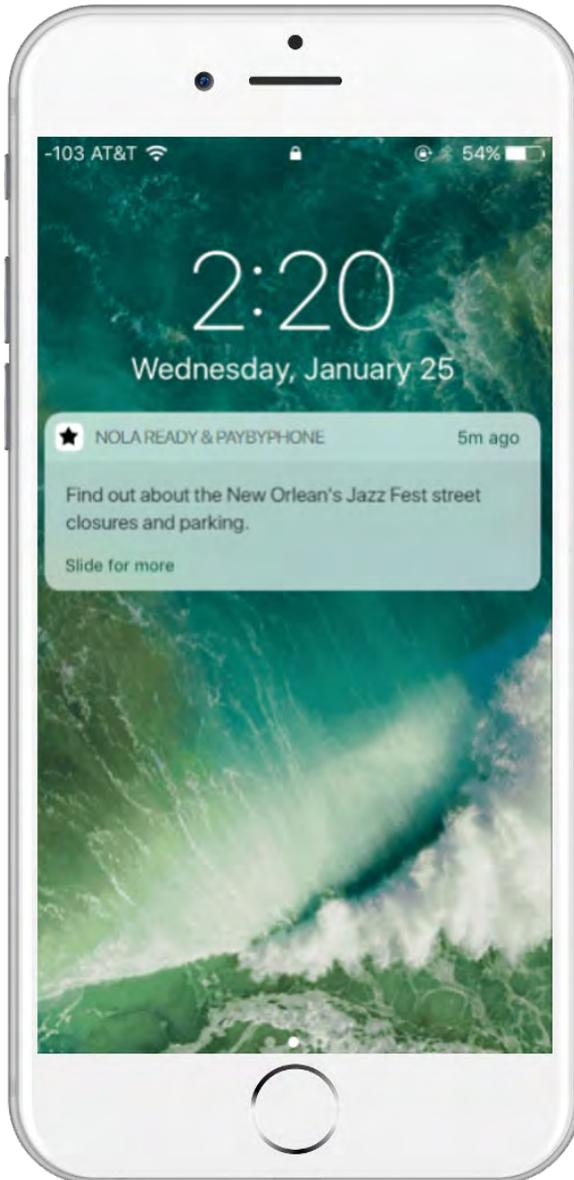 -103 AT&T 54%
2:20
Wednesday, January 25
NOLA READY & PAYBYPHONE 5m ago
Find out about the New Orlean's Jazz Fest street
closures and parking.
Slide for more